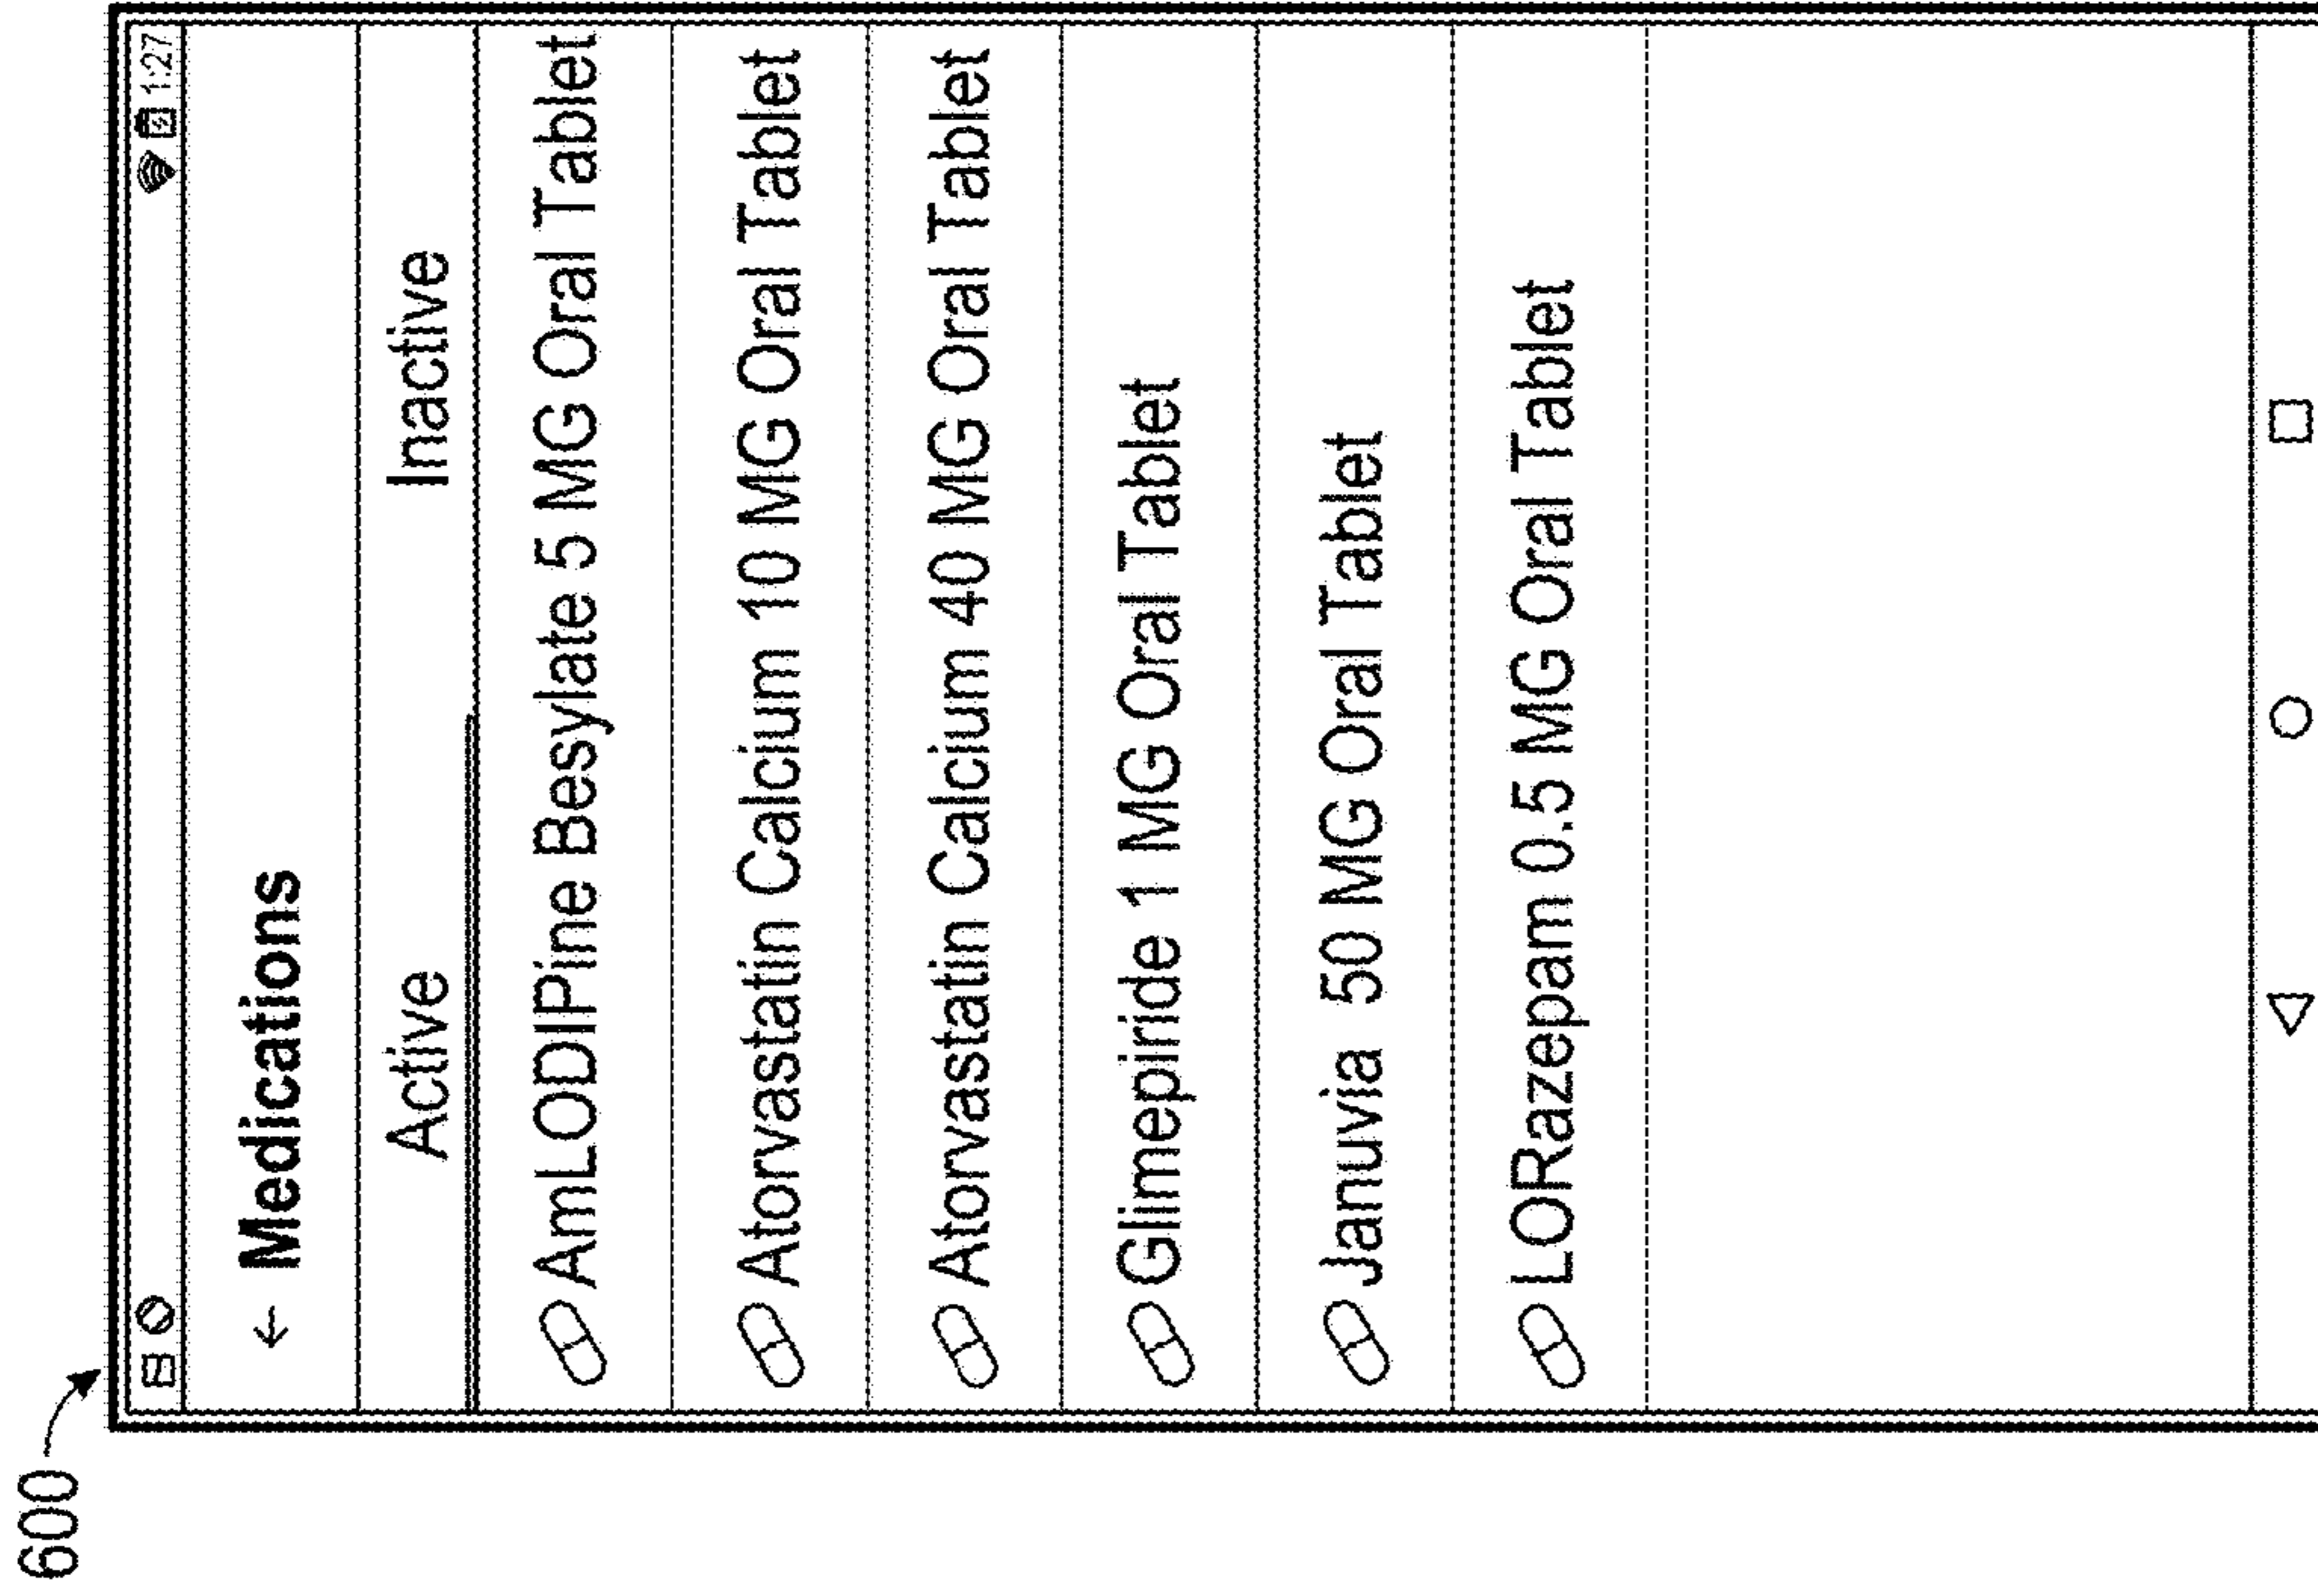 600
1:27
Medications
Active Inactive
AmLODIPine Besylate 5 MG Oral Tablet
Atorvastatin Calcium 10 MG Oral Tablet
Atorvastatin Calcium 40 MG Oral Tablet
Glimepiride 1 MG Oral Tablet
Januvia 50 MG Oral Tablet
LORazepam 0.5 MG Oral Tablet